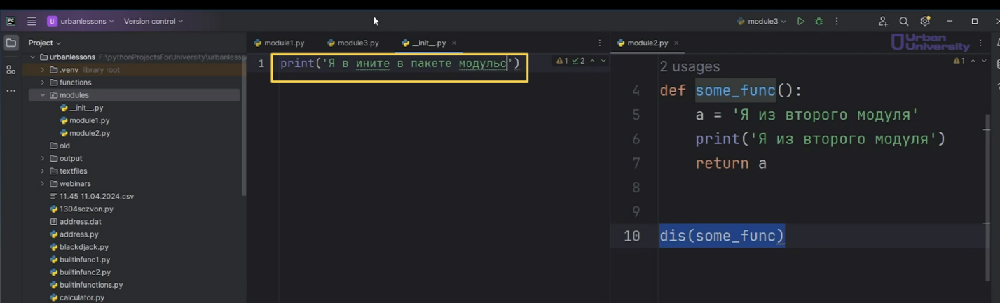 PC U urbanlessons Version control module3
Project
urbanlessons F:\pythonProjectsForUniversity\urbanlesso
.venv library root
functions
modules
__init__.py
module1.py
module2.py
old
output
textfiles
webinars
11.45 11.04.2024.csv
1304sozvon.py
address.dat
address.py
blackdjack.py
builtinfunc1.py
builtinfunc2.py
builtinfunctions.py
calculator.py
module1.py module3.py __init__.py
1 print('Я в ините в пакете модульс')
1 2
module2.py
Urban University
1
2 usages
4 def some_func():
5 a = 'Я из второго модуля'
6 print('Я из второго модуля')
7 return a
8
9
10 dis(some_func)